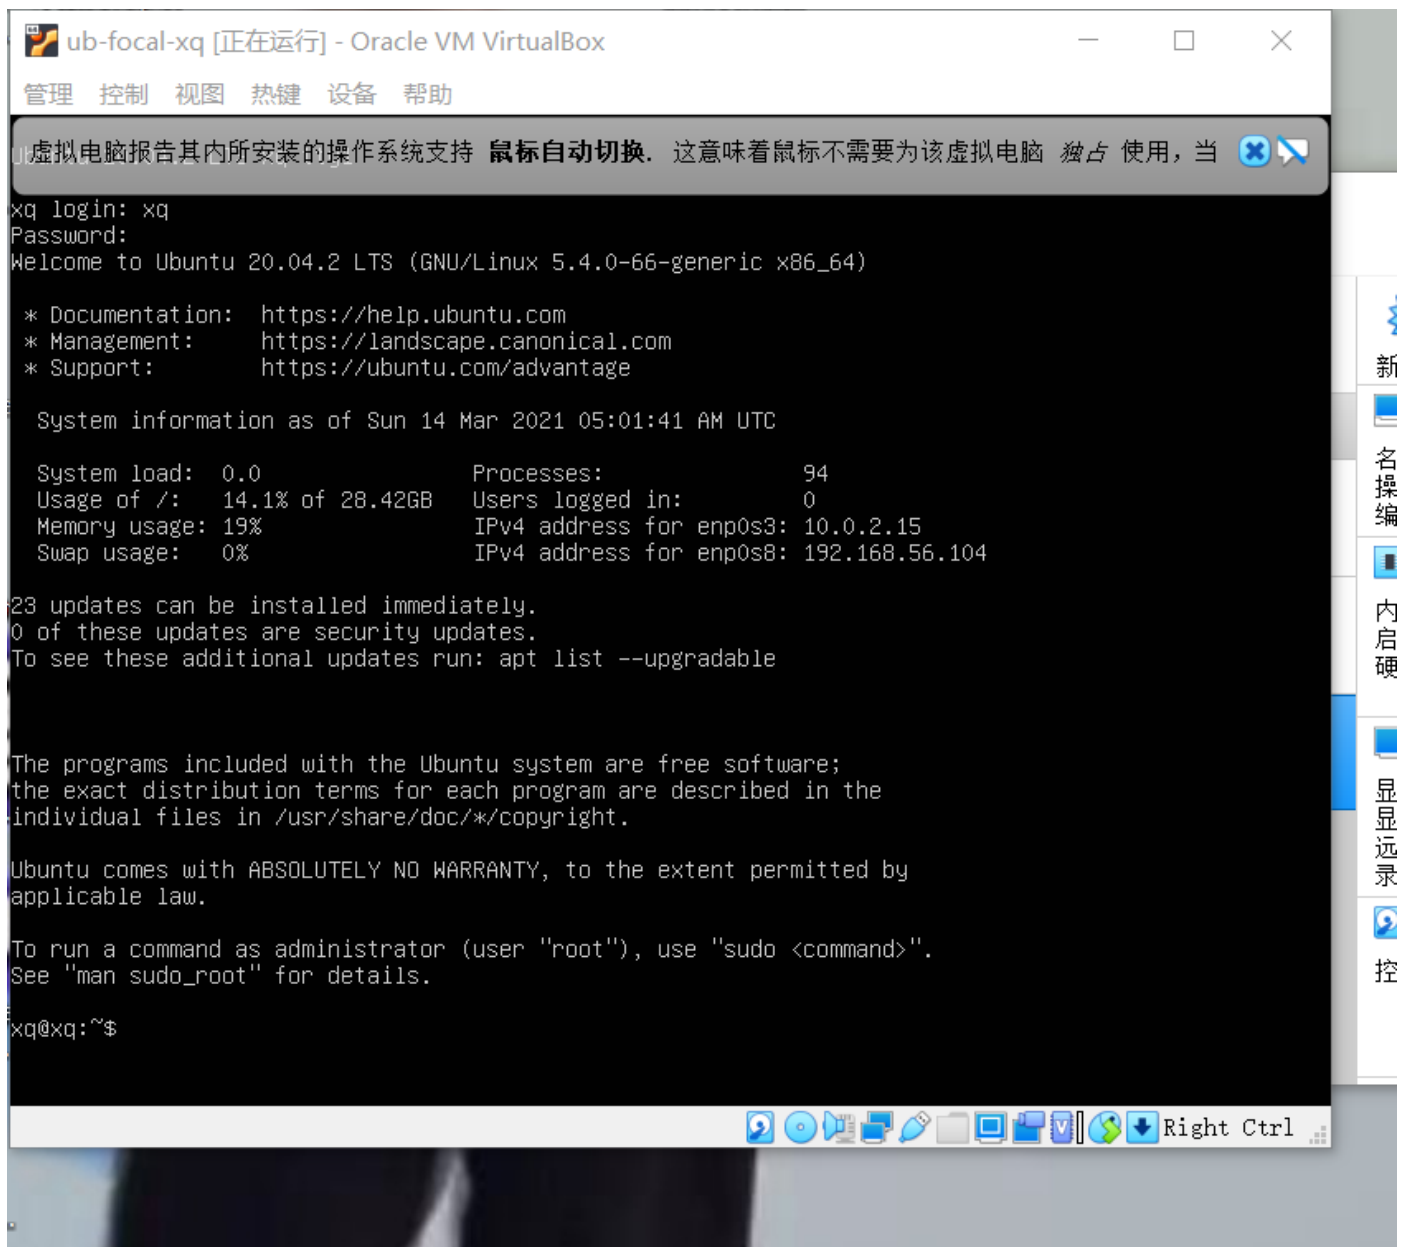 ub-focal-xq [正在运行] - Oracle VM VirtualBox
管理 控制 视图 热键 设备 帮助
虚拟电脑报告其内所安装的操作系统支持 鼠标自动切换. 这意味着鼠标不需要为该虚拟电脑 独占 使用，当
xq login: xq
Password:
Welcome to Ubuntu 20.04.2 LTS (GNU/Linux 5.4.0-66-generic x86_64)
* Documentation: https://help.ubuntu.com
* Management: https://landscape.canonical.com
* Support: https://ubuntu.com/advantage
System information as of Sun 14 Mar 2021 05:01:41 AM UTC
System load: 0.0 Processes: 94
Usage of /: 14.1% of 28.42GB Users logged in: 0
Memory usage: 19% IPv4 address for enp0s3: 10.0.2.15
Swap usage: 0% IPv4 address for enp0s8: 192.168.56.104
23 updates can be installed immediately.
0 of these updates are security updates.
To see these additional updates run: apt list --upgradable
The programs included with the Ubuntu system are free software;
the exact distribution terms for each program are described in the
individual files in /usr/share/doc/*/copyright.
Ubuntu comes with ABSOLUTELY NO WARRANTY, to the extent permitted by
applicable law.
To run a command as administrator (user "root"), use "sudo <command>".
See "man sudo_root" for details.
xq@xq:~$
Right Ctrl
新
名
操
编
内
启
硬
显
显
远
录
控